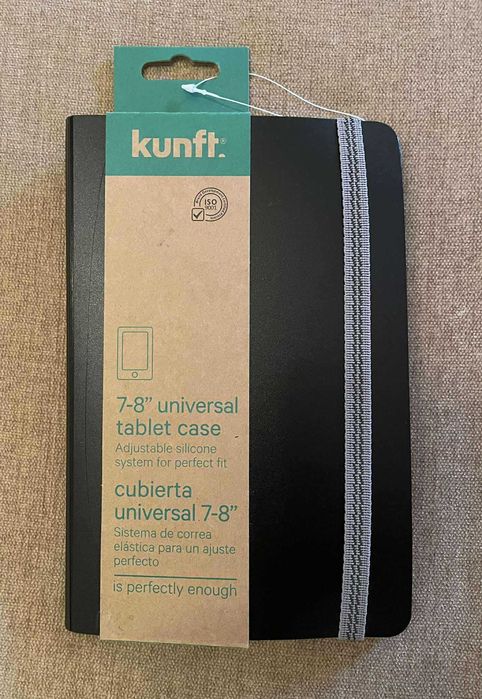 kunft.®
ISO
9001
7-8” universal
tablet case
Adjustable silicone
system for perfect fit
cubierta
universal 7-8”
Sistema de correa
elástica para un ajuste
perfecto
is perfectly enough